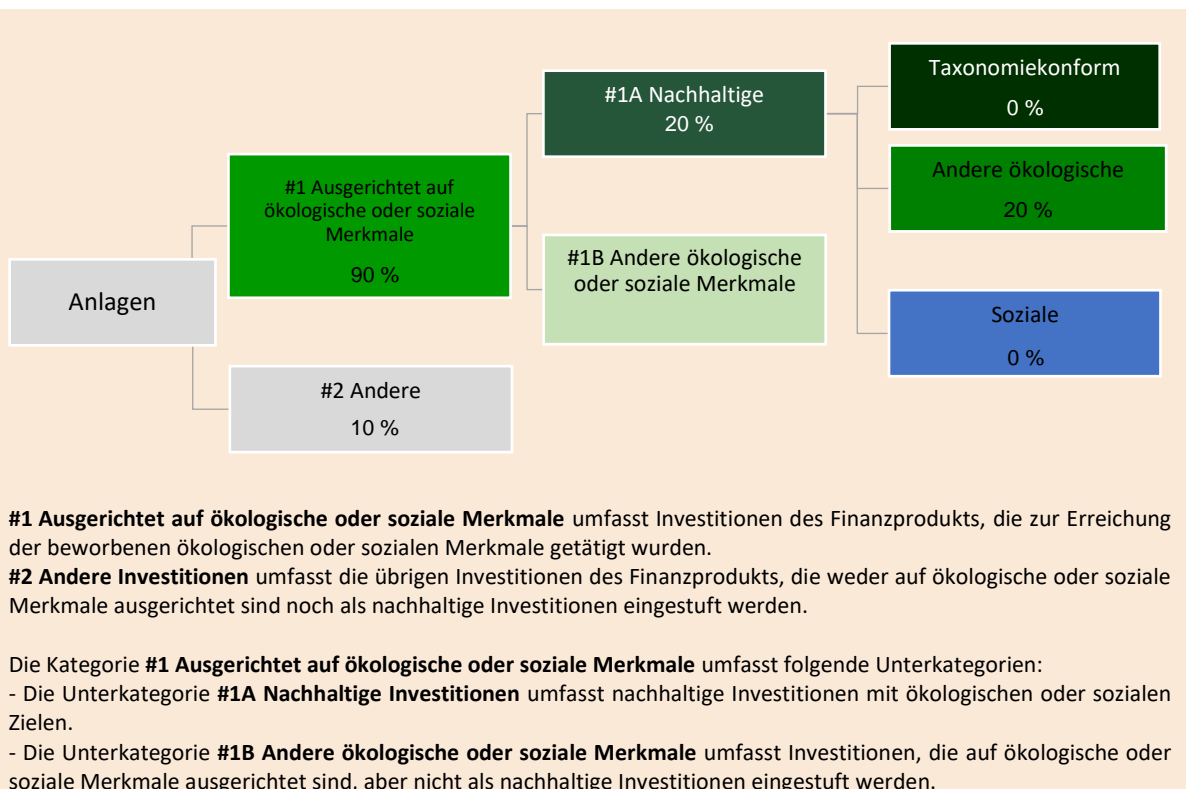 Anlagen
#1 Ausgerichtet auf
ökologische oder soziale
Merkmale
90 %
#2 Andere
10 %
#1A Nachhaltige
20 %
#1B Andere ökologische
oder soziale Merkmale
Taxonomiekonform
0 %
Andere ökologische
20 %
Soziale
0 %
#1 Ausgerichtet auf ökologische oder soziale Merkmale umfasst Investitionen des Finanzprodukts, die zur Erreichung
der beworbenen ökologischen oder sozialen Merkmale getätigt wurden.
#2 Andere Investitionen umfasst die übrigen Investitionen des Finanzprodukts, die weder auf ökologische oder soziale
Merkmale ausgerichtet sind noch als nachhaltige Investitionen eingestuft werden.
Die Kategorie #1 Ausgerichtet auf ökologische oder soziale Merkmale umfasst folgende Unterkategorien:
- Die Unterkategorie #1A Nachhaltige Investitionen umfasst nachhaltige Investitionen mit ökologischen oder sozialen
Zielen.
- Die Unterkategorie #1B Andere ökologische oder soziale Merkmale umfasst Investitionen, die auf ökologische oder
soziale Merkmale ausgerichtet sind, aber nicht als nachhaltige Investitionen eingestuft werden.